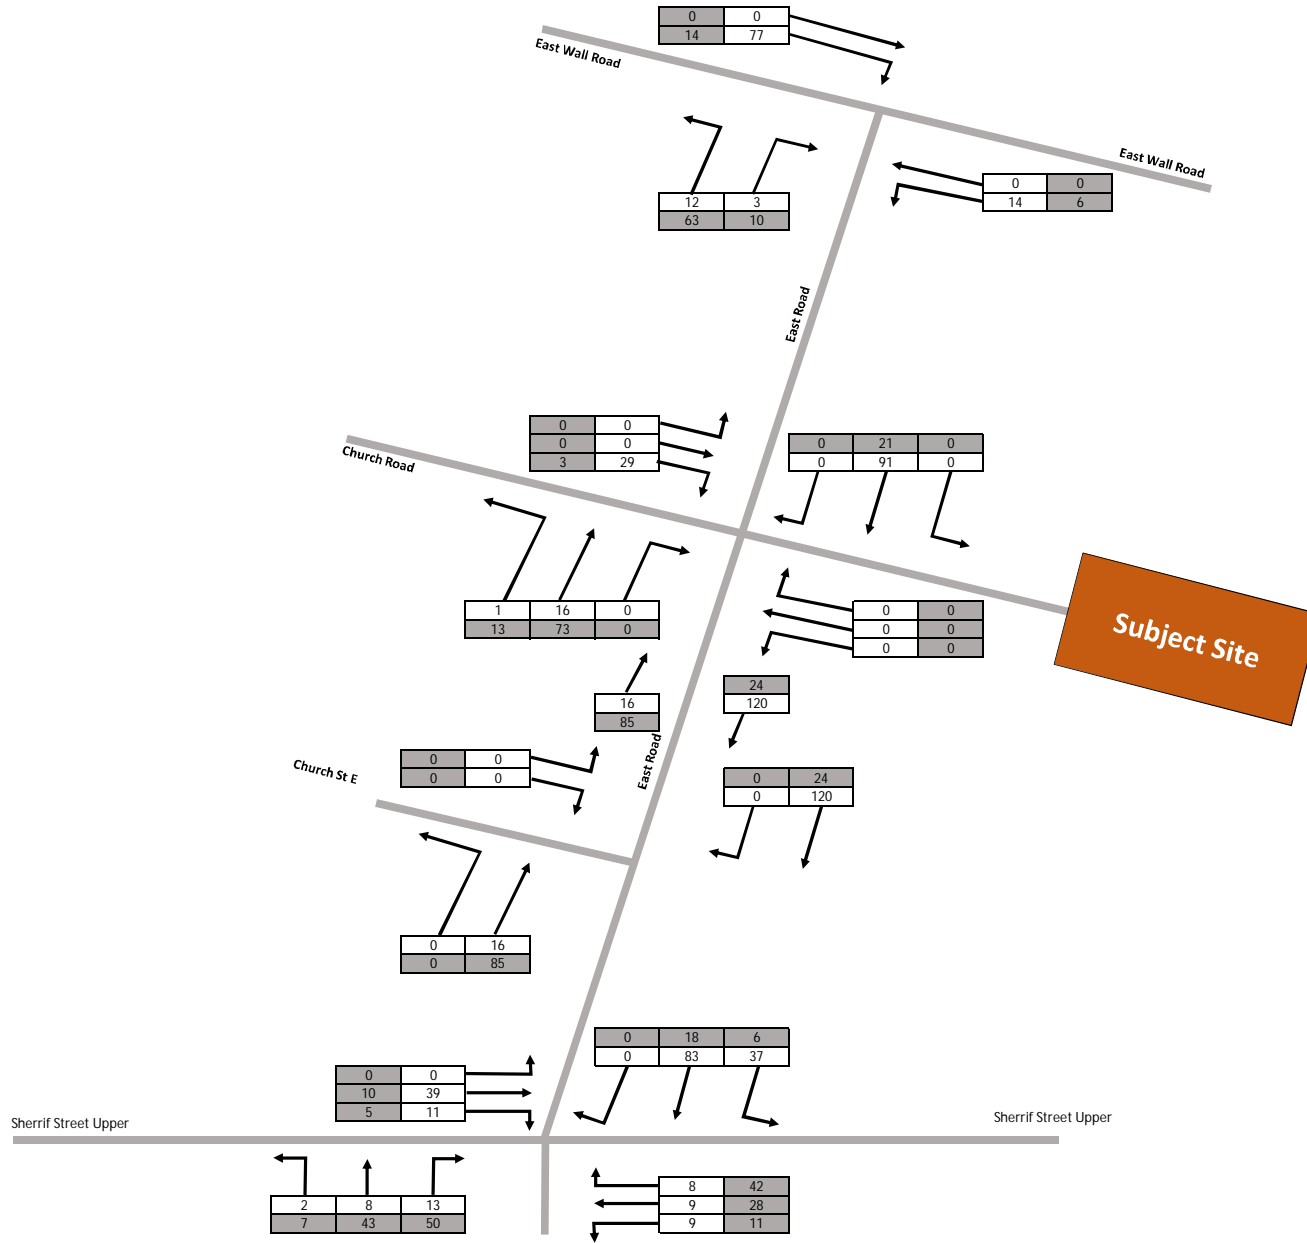 0 0
14 77
East Wall Road
East Wall Road
0 0
14 6
12 3
63 10
East Road
0 0
0 0
3 29
0 21 0
0 91 0
Church Road
1 16 0
13 73 0
0 0
0 0
0 0
Subject Site
16
85
24
120
East Road
0 0
0 0
Church St E
0 24
0 120
0 16
0 85
0 18 6
0 83 37
0 0
10 39
5 11
Sherrif Street Upper
Sherrif Street Upper
2 8 13
7 43 50
8 42
9 28
9 11